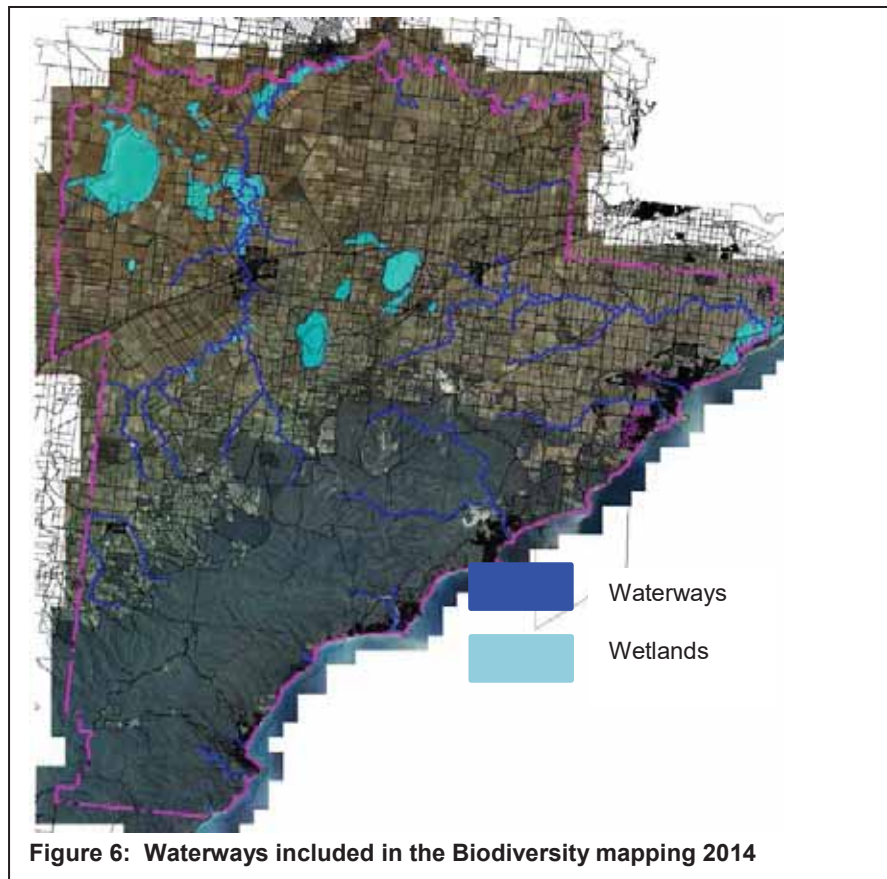 Waterways
Wetlands
Figure 6: Waterways included in the Biodiversity mapping 2014